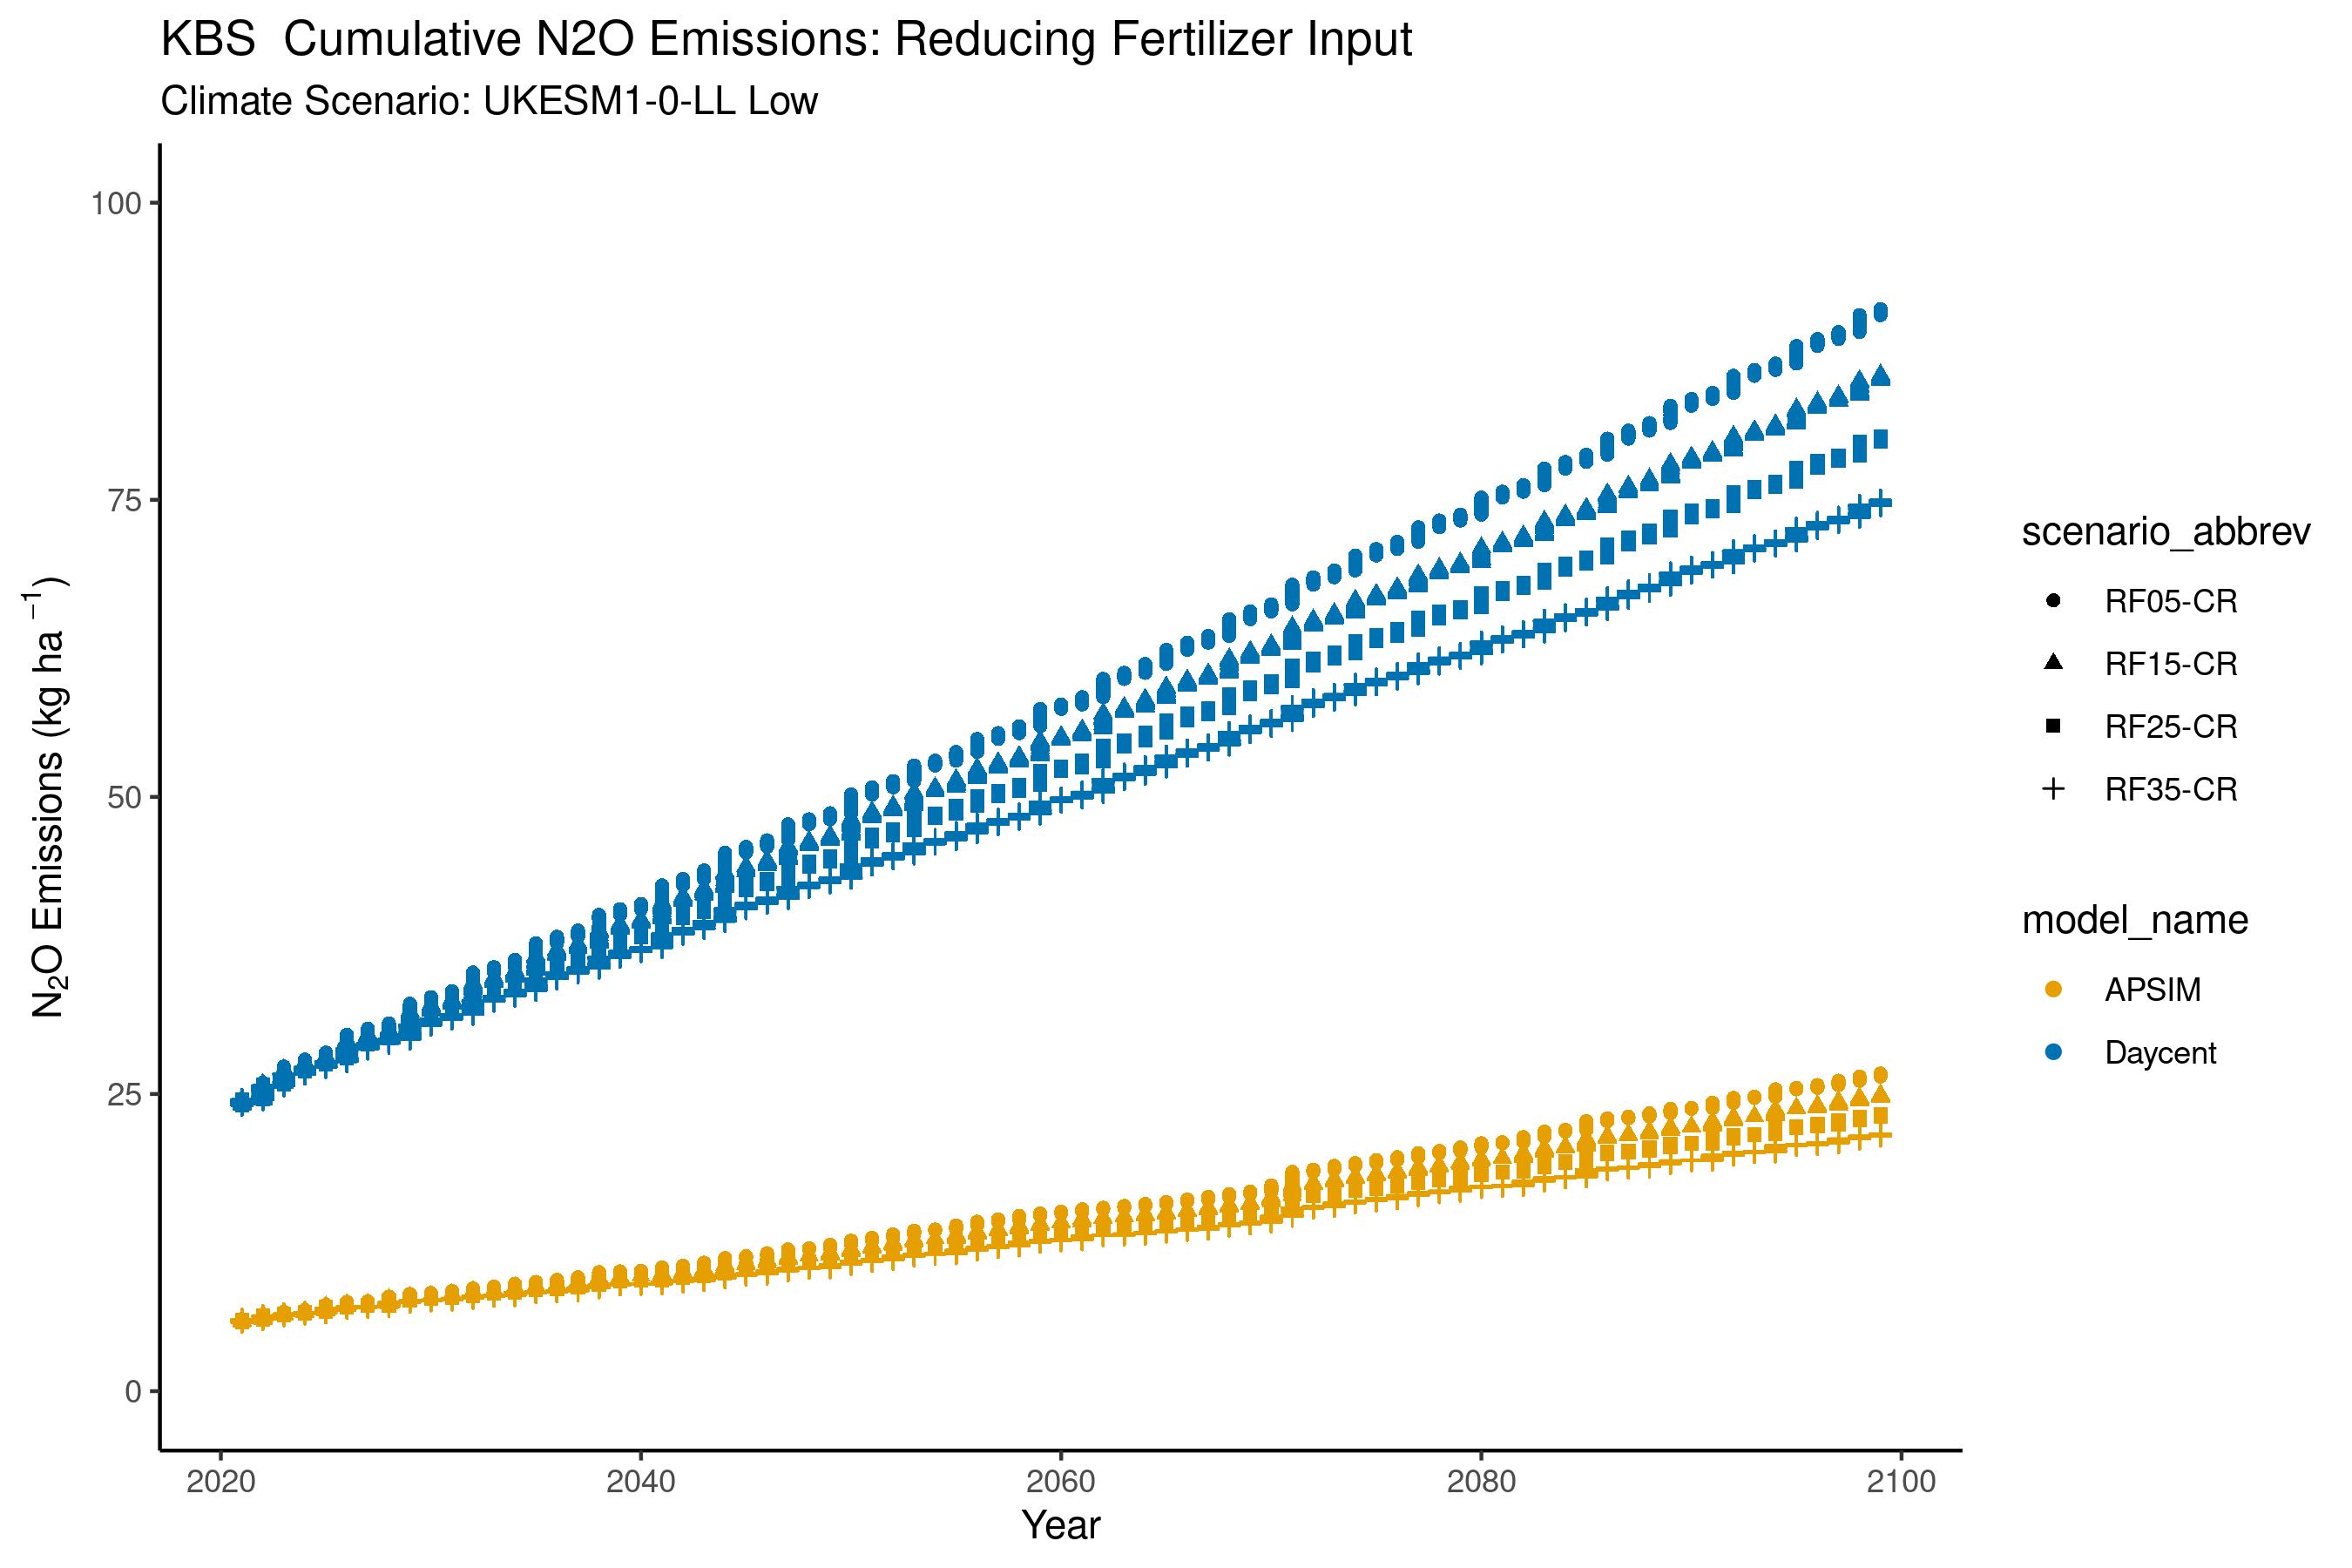 KBS  Cumulative N2O Emissions: Reducing Fertilizer Input
Climate Scenario: UKESM1-0-LL Low
N₂O Emissions (kg ha⁻¹)
100
75
50
25
0
2020 2040 2060 2080 2100
Year
scenario_abbrev
RF05-CR
RF15-CR
RF25-CR
RF35-CR
model_name
APSIM
Daycent